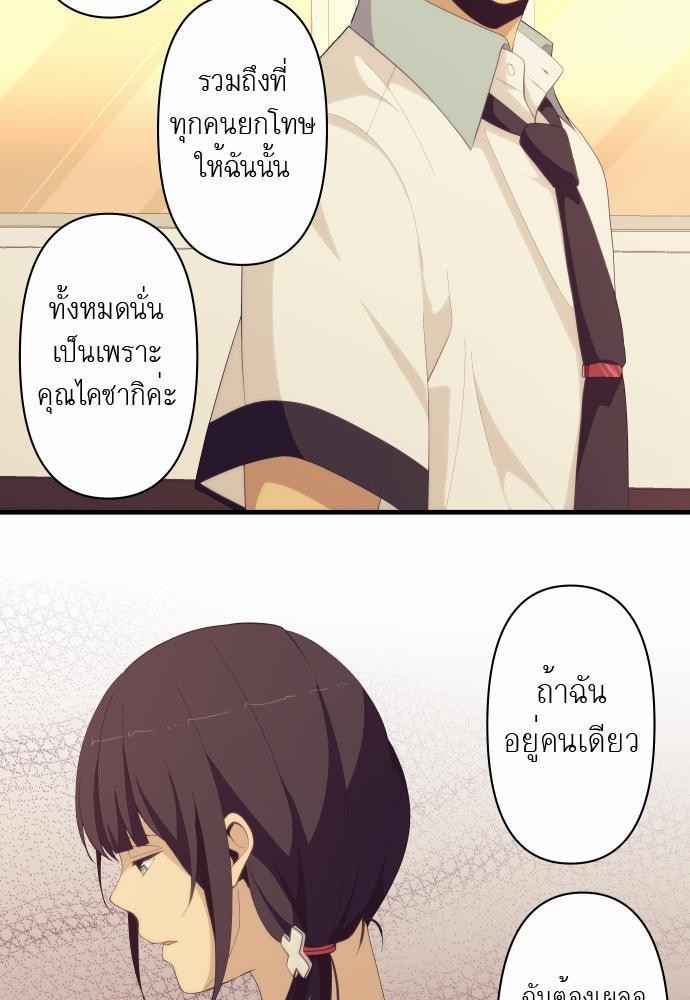 รวมถึงที่
ทุกคนยกโทษ
ให้ฉันนั้น
ทั้งหมดนั่น
เป็นเพราะ
คุณไคซากิค่ะ
ถ้าฉัน
อยู่คนเดียว